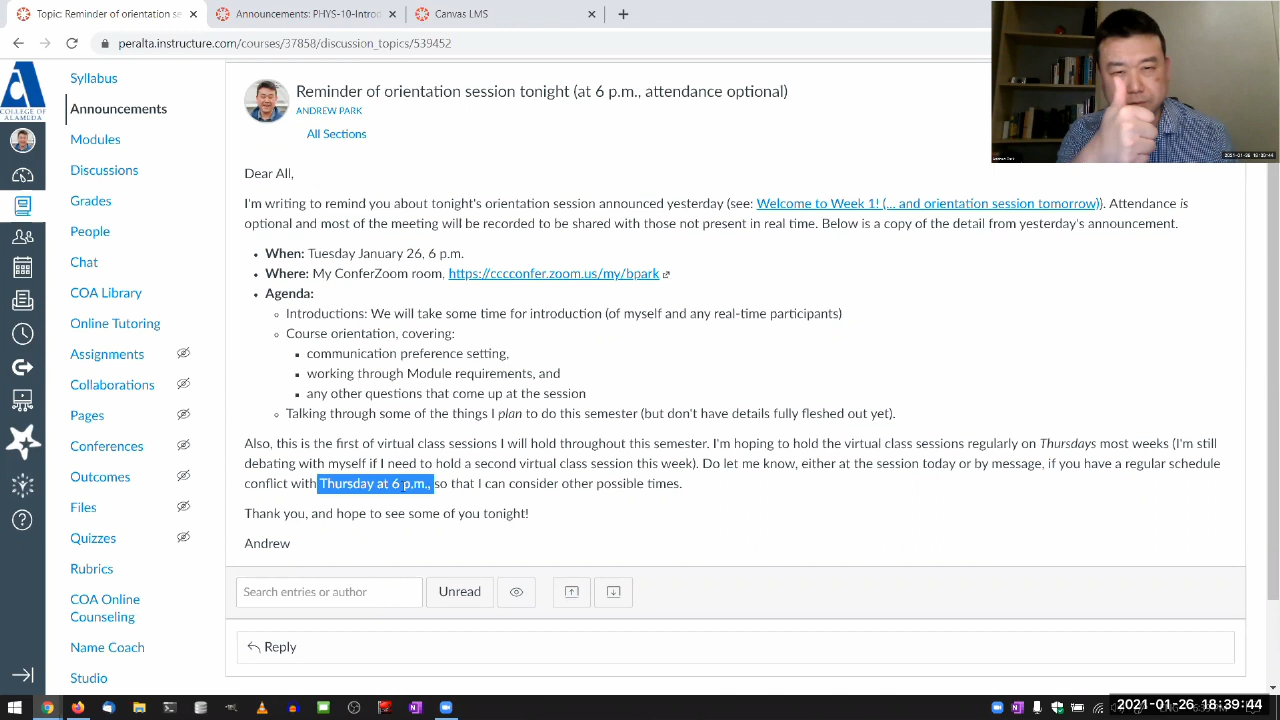 Topic: Reminder of orientation se
Announcements: PHYS-10-Introd
Canvas LMS
peralta.instructure.com/courses/37858/discussion_topics/539452
COLLEGE OF
ALAMEDA
Syllabus
Announcements
Modules
Discussions
Grades
People
Chat
COA Library
Online Tutoring
Assignments
Collaborations
Pages
Conferences
Outcomes
Files
Quizzes
Rubrics
COA Online
Counseling
Name Coach
Studio
Reminder of orientation session tonight (at 6 p.m., attendance optional)
ANDREW PARK
All Sections
Dear All,
I'm writing to remind you about tonight's orientation session announced yesterday (see: Welcome to Week 1! (... and orientation session tomorrow)). Attendance is
optional and most of the meeting will be recorded to be shared with those not present in real time. Below is a copy of the detail from yesterday's announcement.
• When: Tuesday January 26, 6 p.m.
• Where: My ConferZoom room, https://cccconfer.zoom.us/my/bpark
• Agenda:
◦ Introductions: We will take some time for introduction (of myself and any real-time participants)
◦ Course orientation, covering:
▪ communication preference setting,
▪ working through Module requirements, and
▪ any other questions that come up at the session
◦ Talking through some of the things I plan to do this semester (but don't have details fully fleshed out yet).
Also, this is the first of virtual class sessions I will hold throughout this semester. I'm hoping to hold the virtual class sessions regularly on Thursdays most weeks (I'm still
debating with myself if I need to hold a second virtual class session this week). Do let me know, either at the session today or by message, if you have a regular schedule
conflict with Thursday at 6 p.m., so that I can consider other possible times.
Thank you, and hope to see some of you tonight!
Andrew
Search entries or author
Unread
Reply
2021-01-26 18:39:44